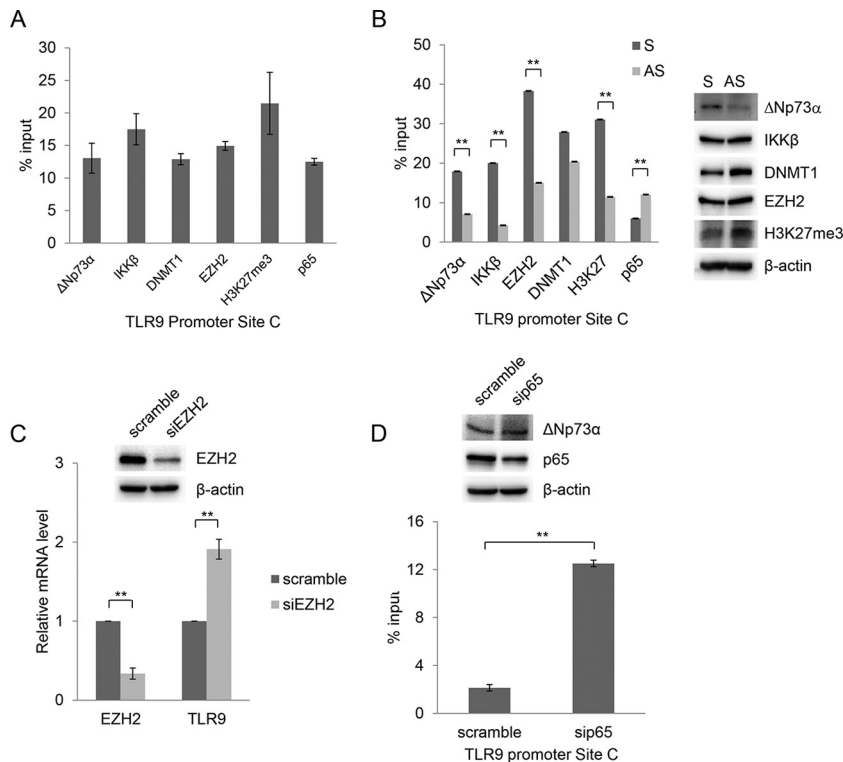 A
30
25
20
15
10
5
0
% input
ΔNp73α
IKKβ
DNMT1
EZH2
H3K27me3
p65
TLR9 Promoter Site C
B
50
40
30
20
10
0
% input
S
AS
**
**
**
**
**
ΔNp73α
IKKβ
EZH2
DNMT1
H3K27
p65
TLR9 promoter Site C
S AS
ΔNp73α
IKKβ
DNMT1
EZH2
H3K27me3
β-actin
C
scramble
siEZH2
EZH2
β-actin
3
2
1
0
Relative mRNA level
**
**
scramble
siEZH2
EZH2
TLR9
D
scramble
sip65
ΔNp73α
p65
β-actin
16
12
8
4
0
% input
**
scramble
sip65
TLR9 promoter Site C